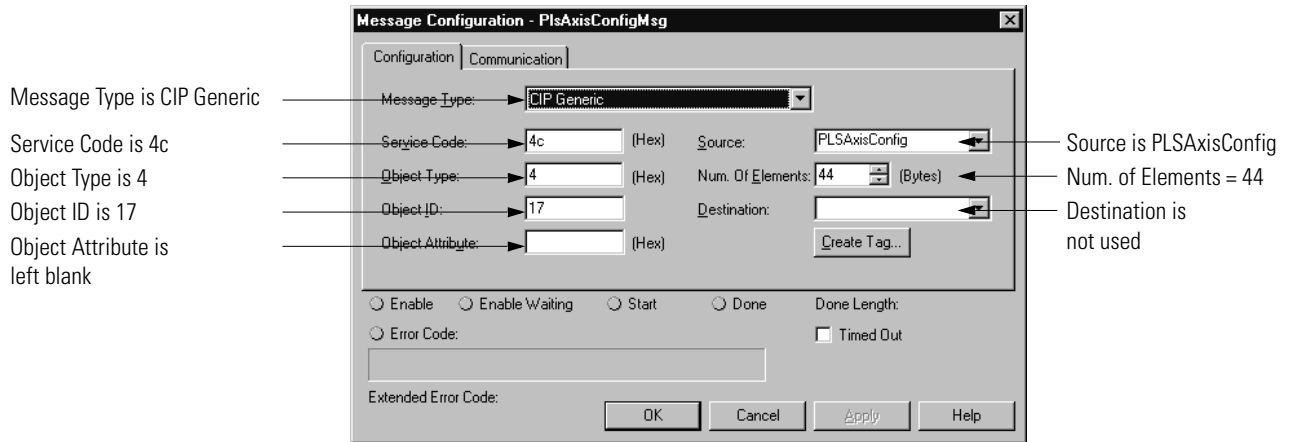 Message Configuration - PlsAxisConfigMsg
Configuration
Communication
Message Type is CIP Generic
Message Type:
CIP Generic
Service Code is 4c
Service Code:
4c
(Hex)
Source:
PLSAxisConfig
Source is PLSAxisConfig
Object Type is 4
Object Type:
4
(Hex)
Num. Of Elements:
44
(Bytes)
Num. of Elements = 44
Object ID is 17
Object ID:
17
Destination:
Destination is
not used
Object Attribute is
left blank
Object Attribute:
(Hex)
Create Tag...
Enable
Enable Waiting
Start
Done
Done Length:
Error Code:
Timed Out
Extended Error Code:
OK
Cancel
Apply
Help